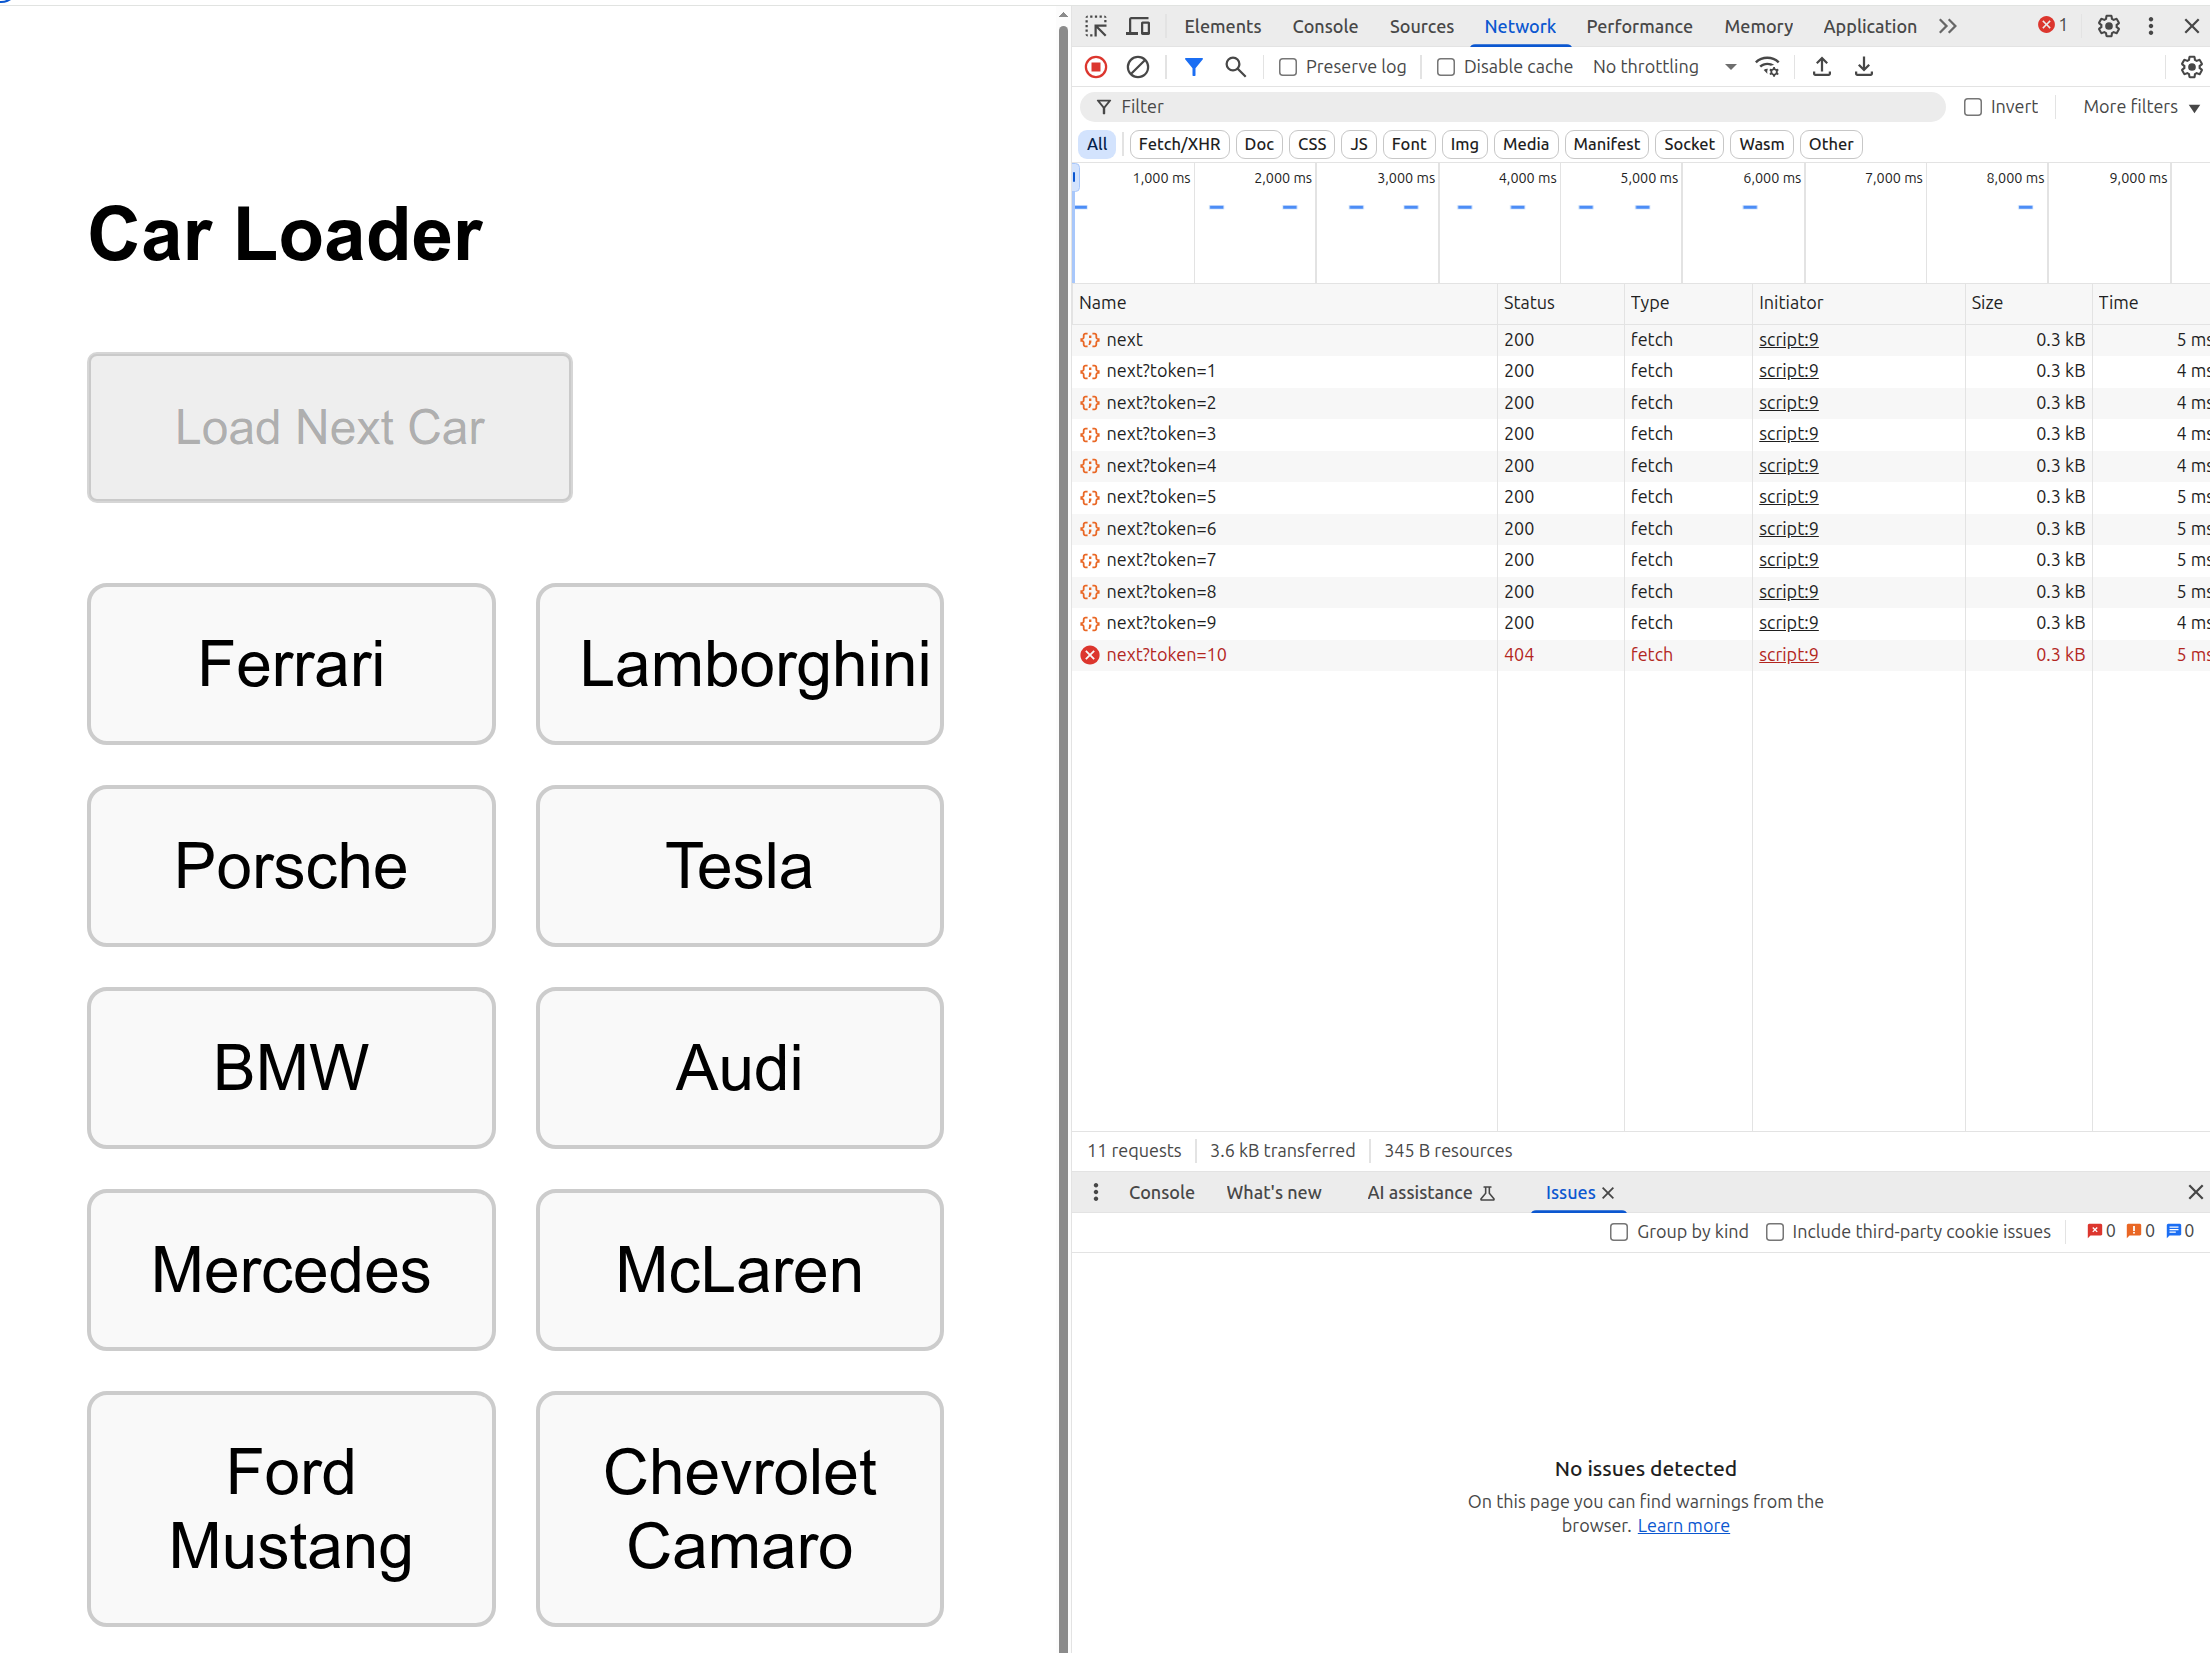 Car Loader
Load Next Car
Ferrari
Lamborghini
Porsche
Tesla
BMW
Audi
Mercedes
McLaren
Ford
Mustang
Chevrolet
Camaro
Elements Console Sources Network Performance Memory Application 1
Preserve log Disable cache No throttling
Filter Invert More filters
All Fetch/XHR Doc CSS JS Font Img Media Manifest Socket Wasm Other
1,000 ms 2,000 ms 3,000 ms 4,000 ms 5,000 ms 6,000 ms 7,000 ms 8,000 ms 9,000 ms
Name Status Type Initiator Size Time
next 200 fetch script:9 0.3 kB 5 ms
next?token=1 200 fetch script:9 0.3 kB 4 ms
next?token=2 200 fetch script:9 0.3 kB 4 ms
next?token=3 200 fetch script:9 0.3 kB 4 ms
next?token=4 200 fetch script:9 0.3 kB 4 ms
next?token=5 200 fetch script:9 0.3 kB 5 ms
next?token=6 200 fetch script:9 0.3 kB 5 ms
next?token=7 200 fetch script:9 0.3 kB 5 ms
next?token=8 200 fetch script:9 0.3 kB 5 ms
next?token=9 200 fetch script:9 0.3 kB 4 ms
next?token=10 404 fetch script:9 0.3 kB 5 ms
11 requests 3.6 kB transferred 345 B resources
Console What's new AI assistance Issues
Group by kind Include third-party cookie issues 0 0 0
No issues detected
On this page you can find warnings from the
browser. Learn more